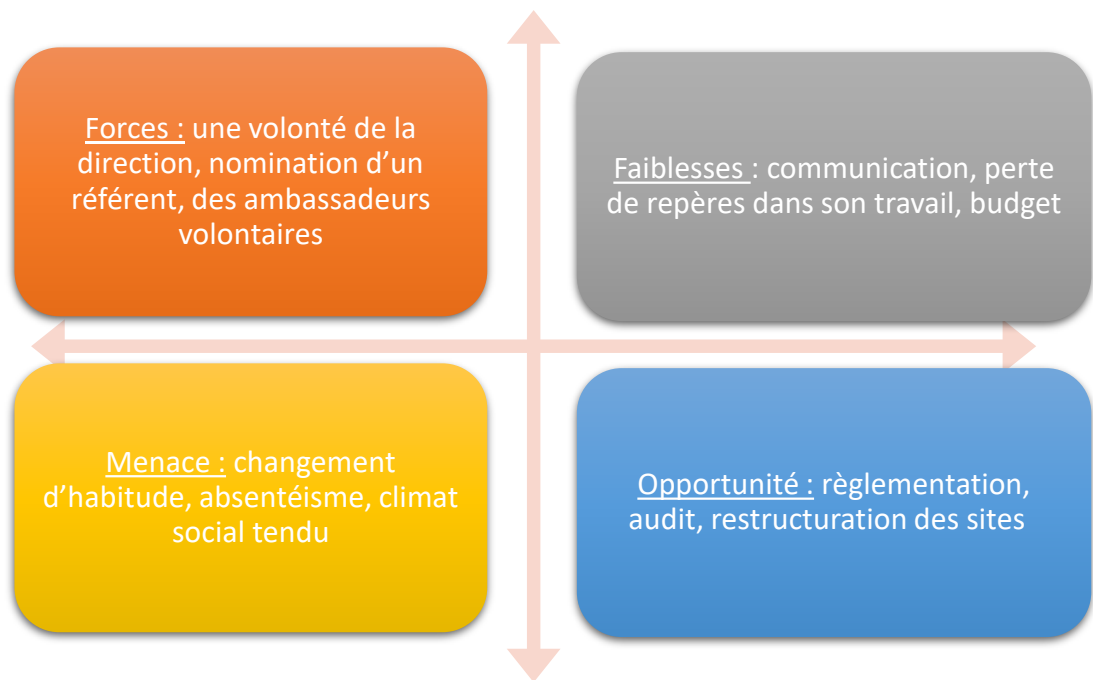 Forces : une volonté de la
direction, nomination d’un
référent, des ambassadeurs
volontaires
Faiblesses : communication, perte
de repères dans son travail, budget
Menace : changement
d’habitude, absentéisme, climat
social tendu
Opportunité : règlementation,
audit, restructuration des sites